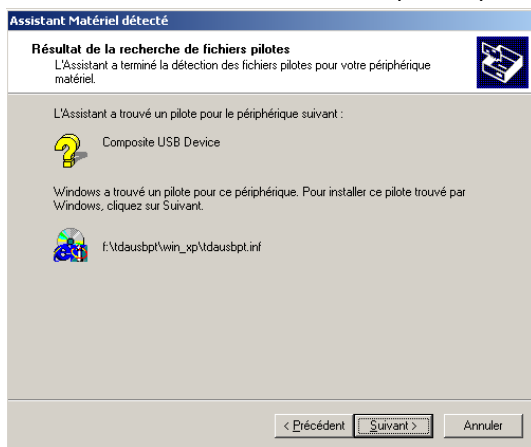 Assistant Matériel détecté
Résultat de la recherche de fichiers pilotes
L'Assistant a terminé la détection des fichiers pilotes pour votre périphérique
matériel.
L'Assistant a trouvé un pilote pour le périphérique suivant :
Composite USB Device
Windows a trouvé un pilote pour ce périphérique. Pour installer ce pilote trouvé par
Windows, cliquez sur Suivant.
f:\tdausbpt\win_xp\tdausbpt.inf
< Précédent Suivant > Annuler